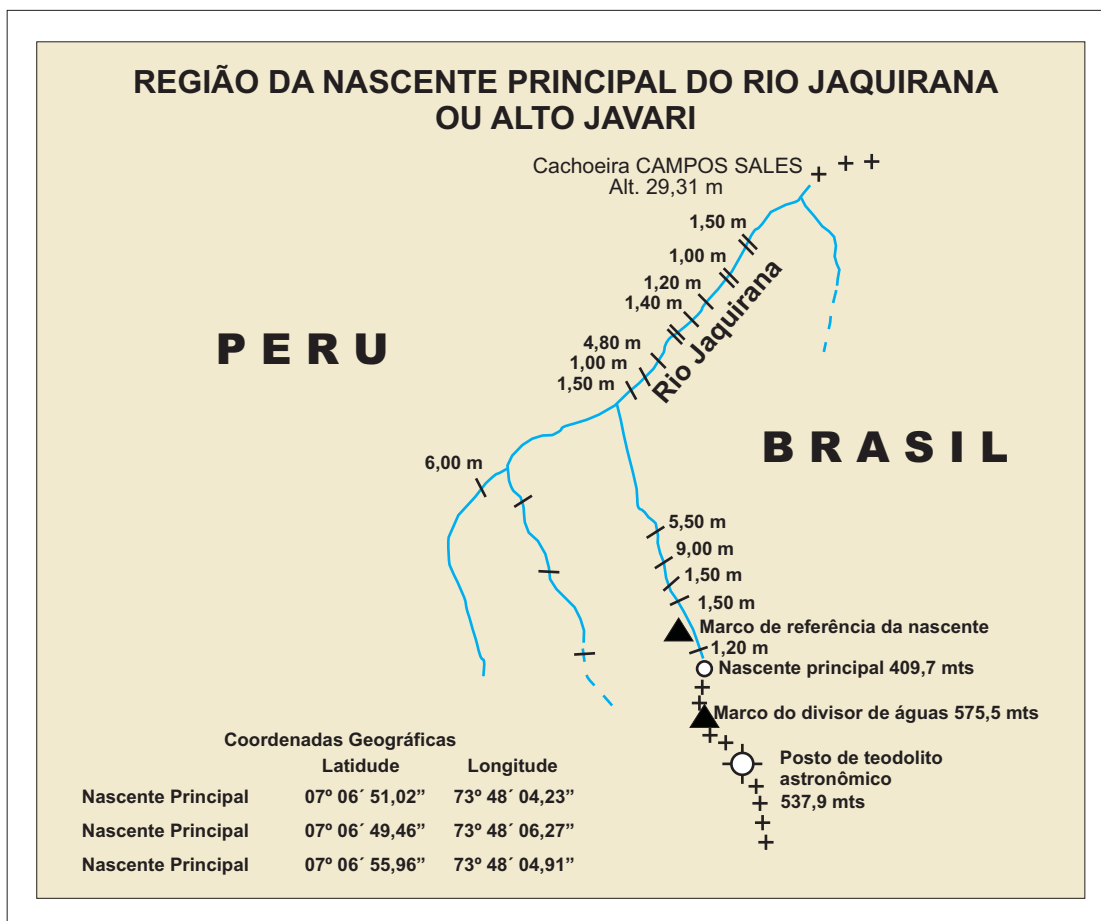 REGIÃO DA NASCENTE PRINCIPAL DO RIO JAQUIRANA
OU ALTO JAVARI
Cachoeira CAMPOS SALES
Alt. 29,31 m
1,50 m
1,00 m
1,20 m
1,40 m
Rio Jaquirana
4,80 m
1,00 m
1,50 m
PERU
BRASIL
6,00 m
5,50 m
9,00 m
1,50 m
1,50 m
Marco de referência da nascente
1,20 m
Nascente principal 409,7 mts
Marco do divisor de águas 575,5 mts
Posto de teodolito
astronômico
537,9 mts
Coordenadas Geográficas
Latidude Longitude
Nascente Principal 07º 06´ 51,02” 73º 48´ 04,23”
Nascente Principal 07º 06´ 49,46” 73º 48´ 06,27”
Nascente Principal 07º 06´ 55,96” 73º 48´ 04,91”